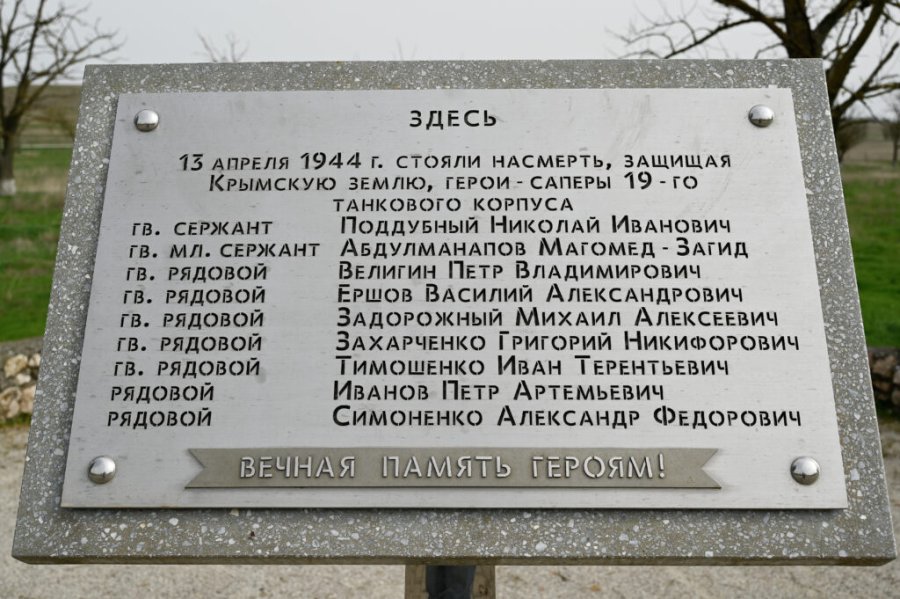 ЗДЕСЬ
13 АПРЕЛЯ 1944 Г. СТОЯЛИ НАСМЕРТЬ, ЗАЩИЩАЯ
КРЫМСКУЮ ЗЕМЛЮ, ГЕРОИ - САПЕРЫ 19 - ГО
ТАНКОВОГО КОРПУСА
ГВ. СЕРЖАНТ ПОДДУБНЫЙ НИКОЛАЙ ИВАНОВИЧ
ГВ. МЛ. СЕРЖАНТ АБДУЛМАНАПОВ МАГОМЕД - ЗАГИД
ГВ. РЯДОВОЙ ВЕЛИГИН ПЕТР ВЛАДИМИРОВИЧ
ГВ. РЯДОВОЙ ЕРШОВ ВАСИЛИЙ АЛЕКСАНДРОВИЧ
ГВ. РЯДОВОЙ ЗАДОРОЖНЫЙ МИХАИЛ АЛЕКСЕЕВИЧ
ГВ. РЯДОВОЙ ЗАХАРЧЕНКО ГРИГОРИЙ НИКИФОРОВИЧ
ГВ. РЯДОВОЙ ТИМОШЕНКО ИВАН ТЕРЕНТЬЕВИЧ
РЯДОВОЙ ИВАНОВ ПЕТР АРТЕМЬЕВИЧ
РЯДОВОЙ СИМОНЕНКО АЛЕКСАНДР ФЕДОРОВИЧ
ВЕЧНАЯ ПАМЯТЬ ГЕРОЯМ!